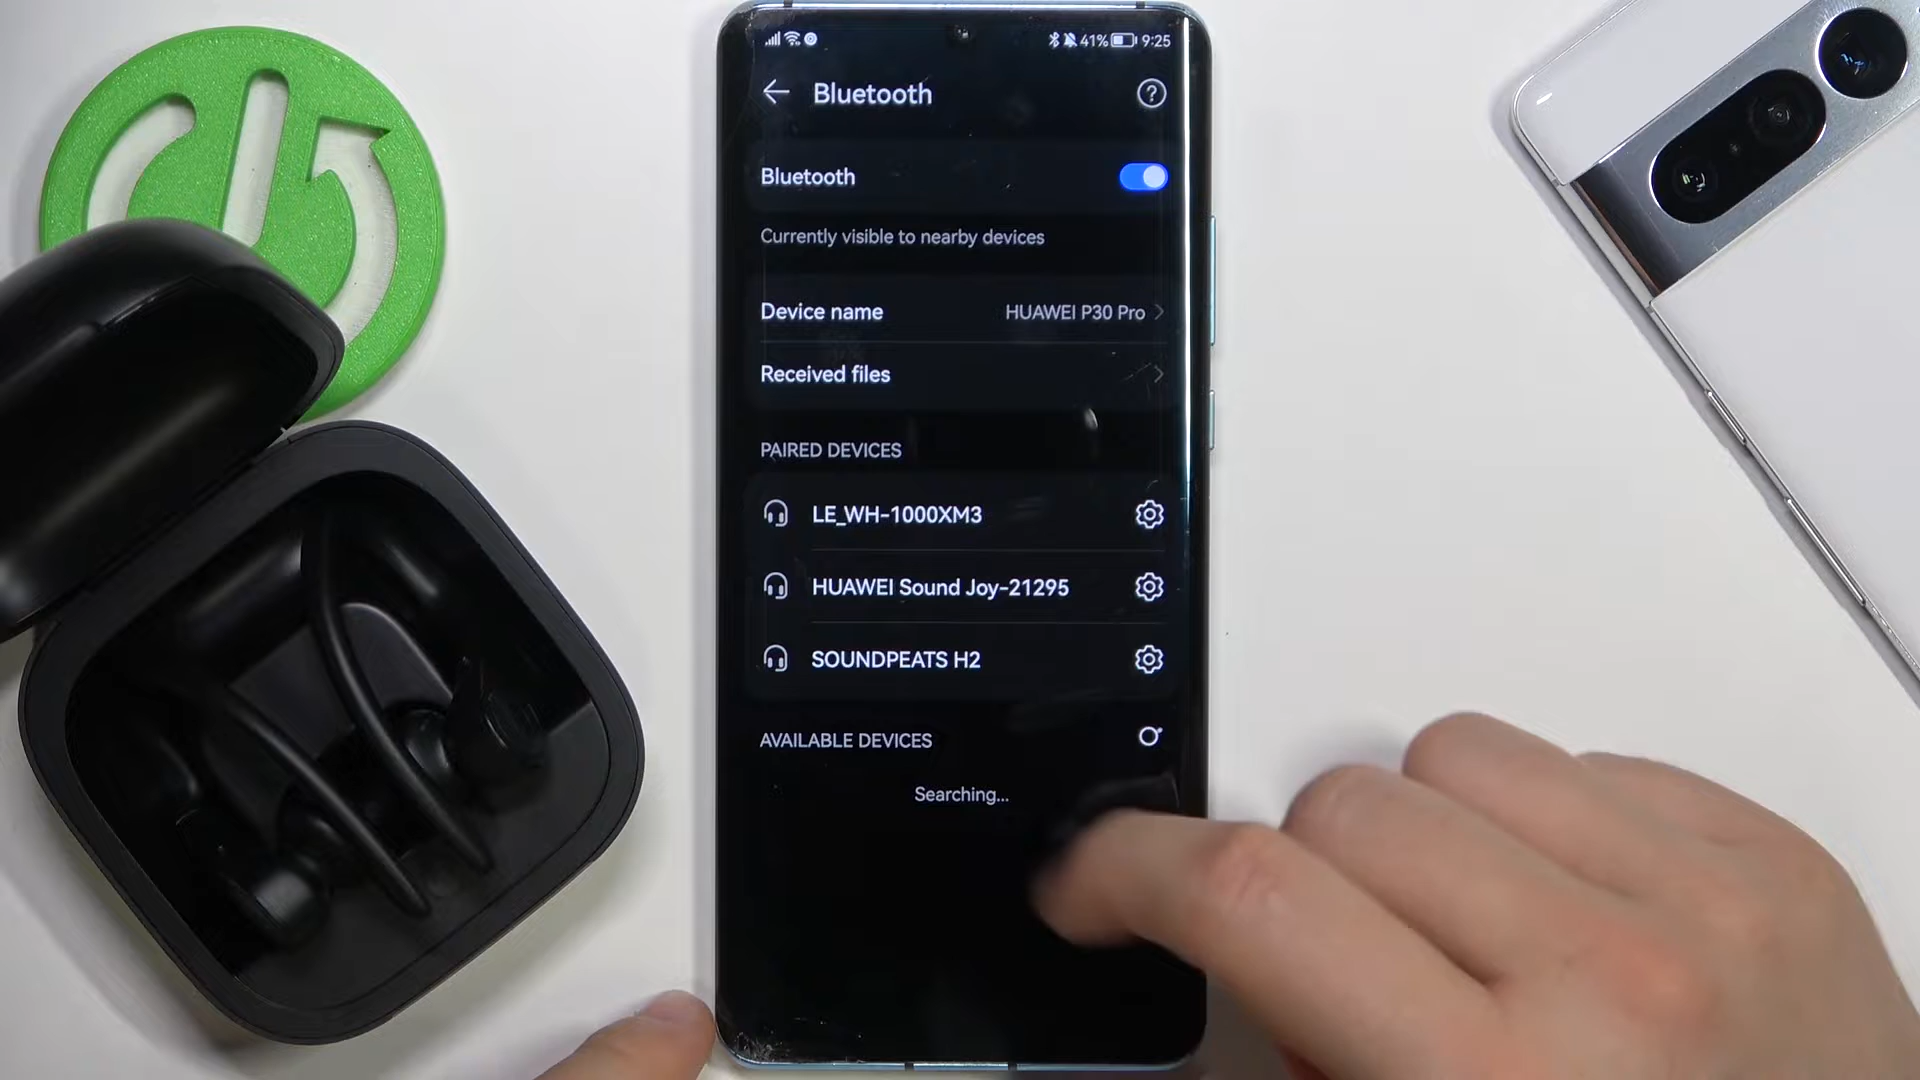 41% 9:25
Bluetooth
Bluetooth
Currently visible to nearby devices
Device name HUAWEI P30 Pro
Received files
PAIRED DEVICES
LE_WH-1000XM3
HUAWEI Sound Joy-21295
SOUNDPEATS H2
AVAILABLE DEVICES
Searching...